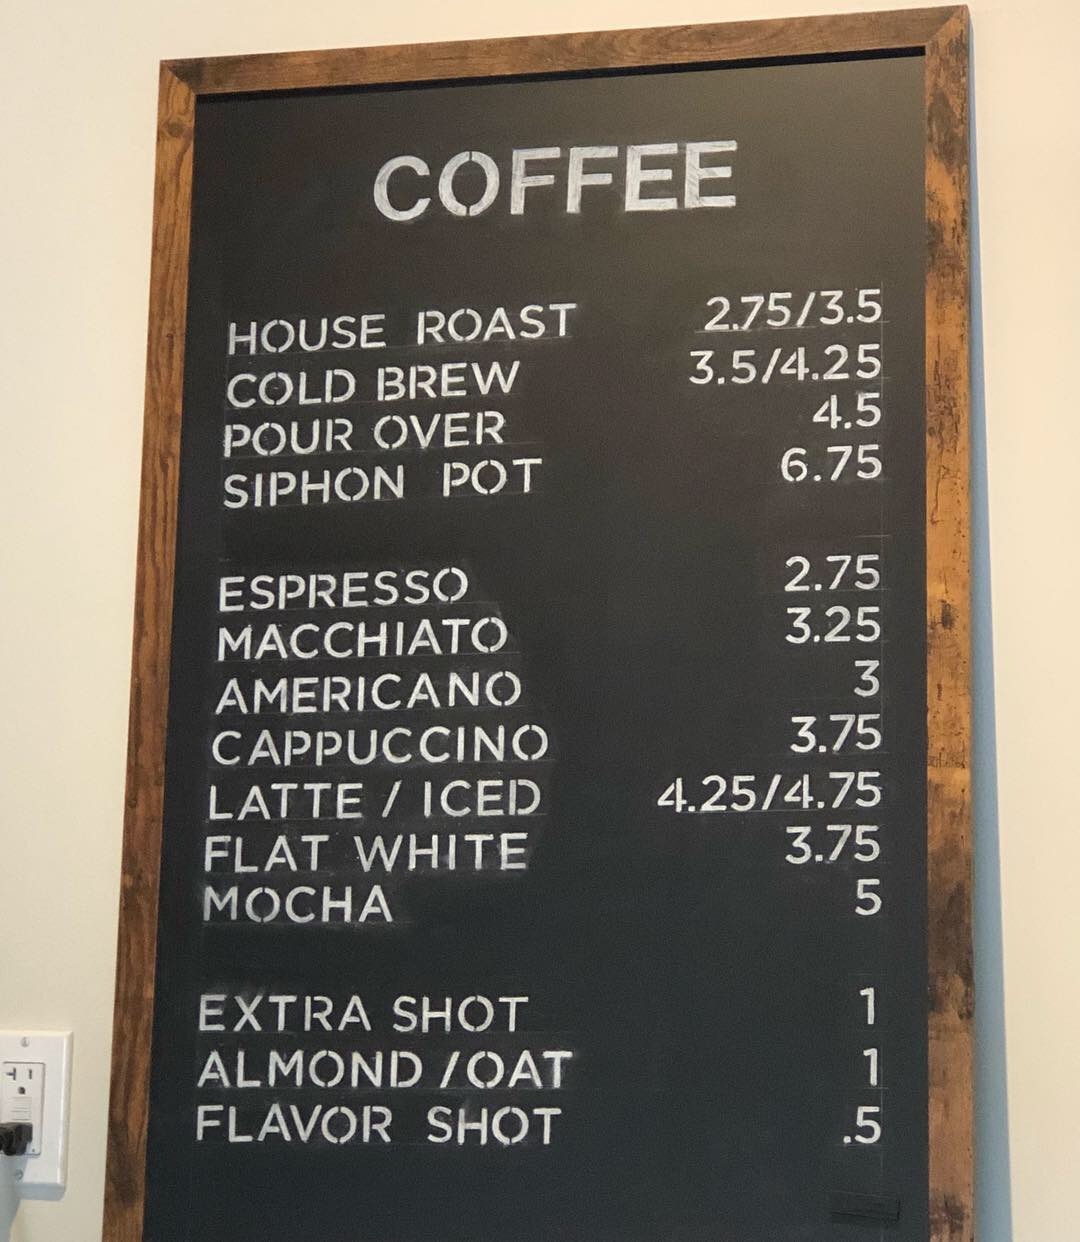 COFFEE
HOUSE ROAST 2.75/3.5
COLD BREW 3.5/4.25
POUR OVER 4.5
SIPHON POT 6.75
ESPRESSO 2.75
MACCHIATO 3.25
AMERICANO 3
CAPPUCCINO 3.75
LATTE / ICED 4.25/4.75
FLAT WHITE 3.75
MOCHA 5
EXTRA SHOT 1
ALMOND /OAT 1
FLAVOR SHOT .5